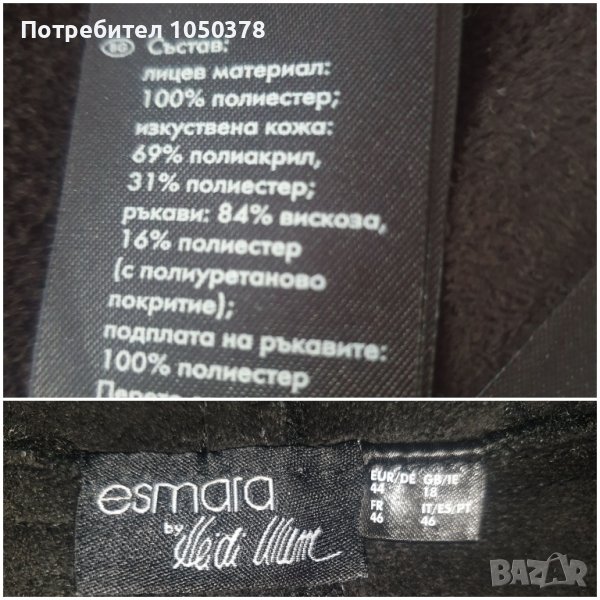 Потребител 1050378
BG Състав:
лицев материал:
100% полиестер;
изкуствена кожа:
69% полиакрил,
31% полиестер;
ръкави: 84% вискоза,
16% полиестер
(с полиуретаново
покритие);
подплата на ръкавите:
100% полиестер
Перете
esmara
by Heidi Klum
EUR/DE GB/IE
44 18
FR IT/ES/PT
46 46
BAZAR